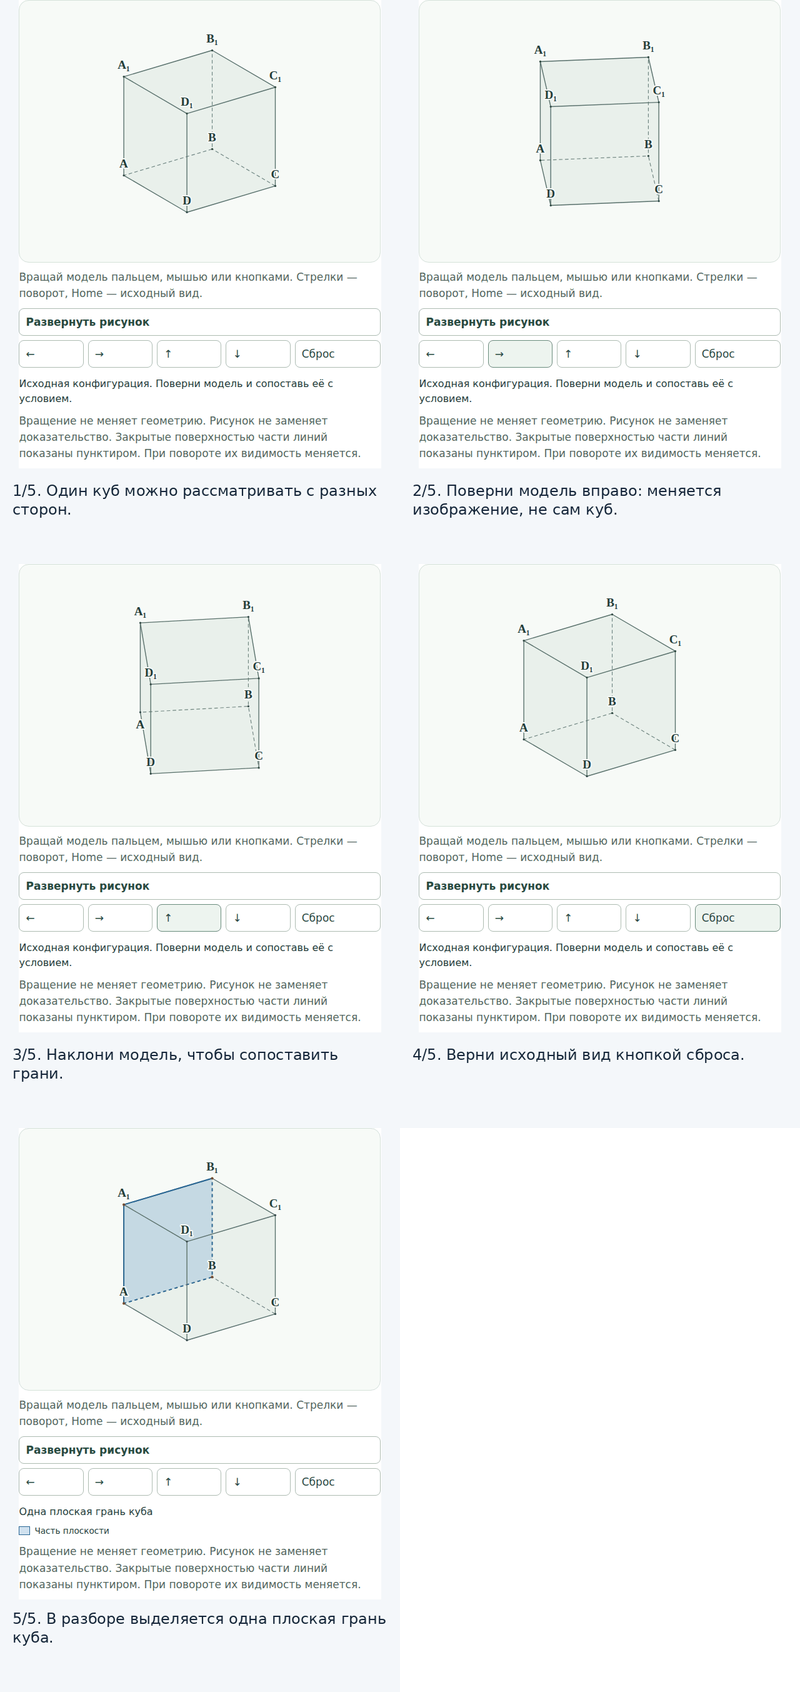 B₁
A₁
C₁
D₁
B
A
C
D
Вращай модель пальцем, мышью или кнопками. Стрелки —
поворот, Home — исходный вид.
Развернуть рисунок
← → ↑ ↓ Сброс
Исходная конфигурация. Поверни модель и сопоставь её с
условием.
Вращение не меняет геометрию. Рисунок не заменяет
доказательство. Закрытые поверхностью части линий
показаны пунктиром. При повороте их видимость меняется.
1/5. Один куб можно рассматривать с разных
сторон.
B₁
A₁
C₁
D₁
B
A
C
D
Вращай модель пальцем, мышью или кнопками. Стрелки —
поворот, Home — исходный вид.
Развернуть рисунок
← → ↑ ↓ Сброс
Исходная конфигурация. Поверни модель и сопоставь её с
условием.
Вращение не меняет геометрию. Рисунок не заменяет
доказательство. Закрытые поверхностью части линий
показаны пунктиром. При повороте их видимость меняется.
2/5. Поверни модель вправо: меняется
изображение, не сам куб.
B₁
A₁
C₁
D₁
B
A
C
D
Вращай модель пальцем, мышью или кнопками. Стрелки —
поворот, Home — исходный вид.
Развернуть рисунок
← → ↑ ↓ Сброс
Исходная конфигурация. Поверни модель и сопоставь её с
условием.
Вращение не меняет геометрию. Рисунок не заменяет
доказательство. Закрытые поверхностью части линий
показаны пунктиром. При повороте их видимость меняется.
3/5. Наклони модель, чтобы сопоставить
грани.
B₁
A₁
C₁
D₁
B
A
C
D
Вращай модель пальцем, мышью или кнопками. Стрелки —
поворот, Home — исходный вид.
Развернуть рисунок
← → ↑ ↓ Сброс
Исходная конфигурация. Поверни модель и сопоставь её с
условием.
Вращение не меняет геометрию. Рисунок не заменяет
доказательство. Закрытые поверхностью части линий
показаны пунктиром. При повороте их видимость меняется.
4/5. Верни исходный вид кнопкой сброса.
B₁
A₁
C₁
D₁
B
A
C
D
Вращай модель пальцем, мышью или кнопками. Стрелки —
поворот, Home — исходный вид.
Развернуть рисунок
← → ↑ ↓ Сброс
Одна плоская грань куба
Часть плоскости
Вращение не меняет геометрию. Рисунок не заменяет
доказательство. Закрытые поверхностью части линий
показаны пунктиром. При повороте их видимость меняется.
5/5. В разборе выделяется одна плоская грань
куба.